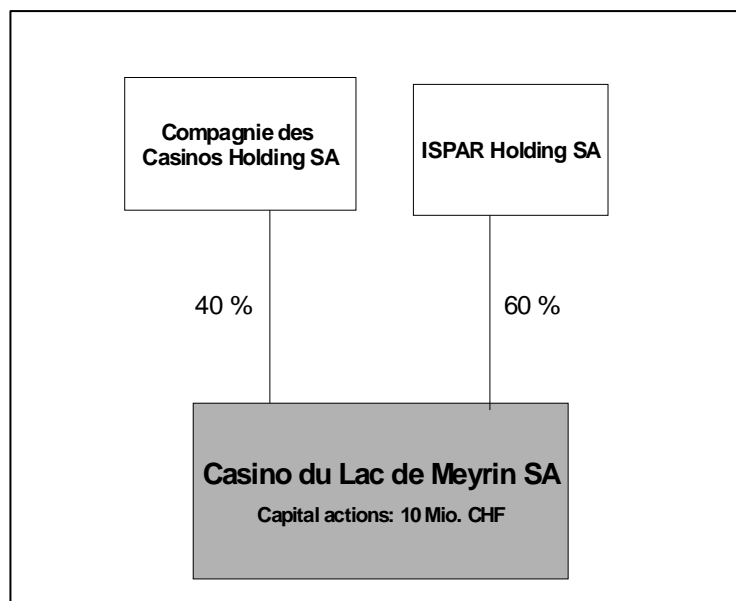 Compagnie des
Casinos Holding SA
ISPAR Holding SA
40 %
60 %
Casino du Lac de Meyrin SA
Capital actions: 10 Mio. CHF